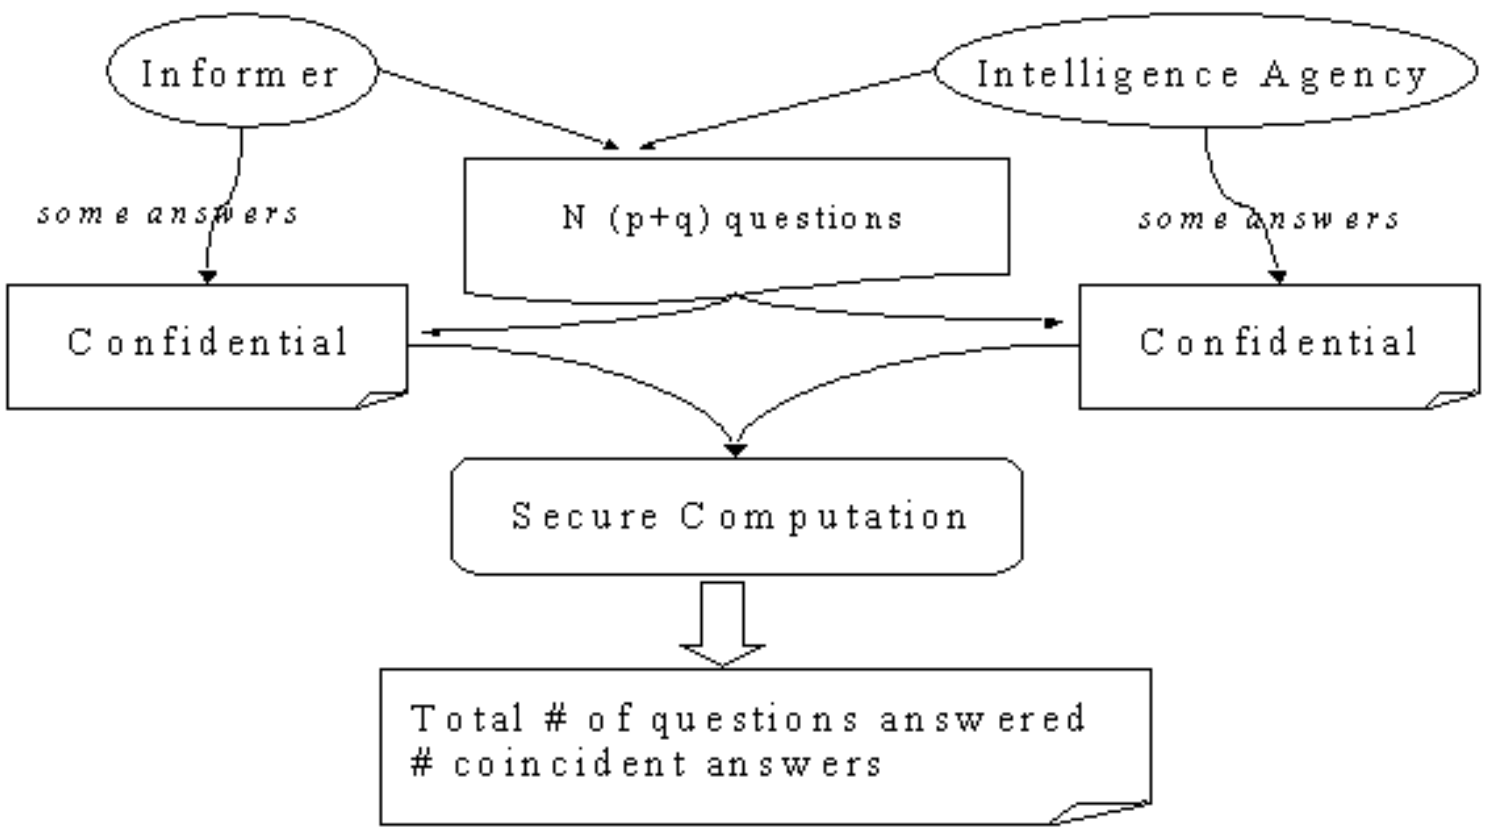 Informer
Intelligence Agency
some answers
N (p+q) questions
some answers
Confidential
Confidential
Secure Computation
Total # of questions answered
# coincident answers